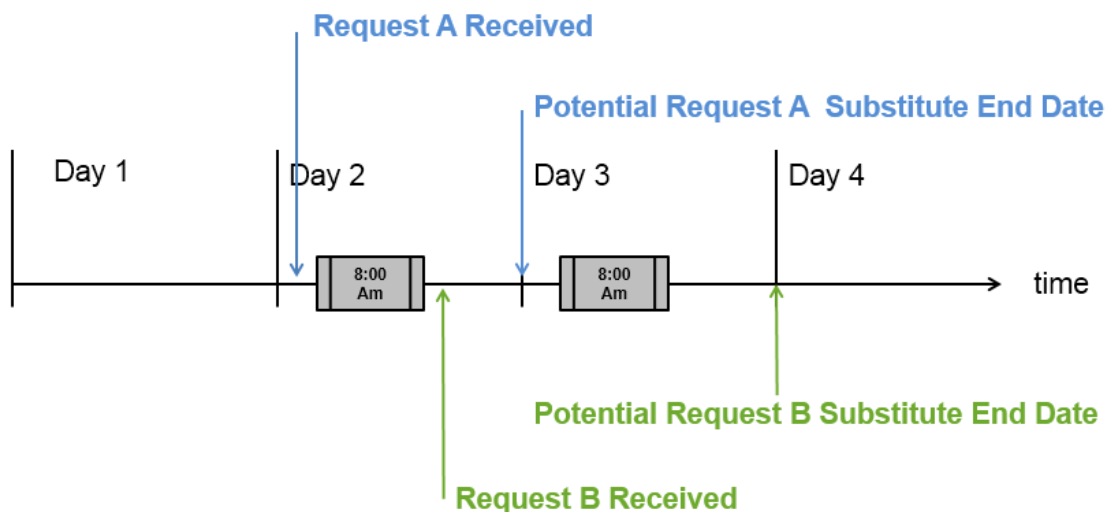 Request A Received
Potential Request A Substitute End Date
Day 1
Day 2
Day 3
Day 4
8:00
Am
8:00
Am
time
Potential Request B Substitute End Date
Request B Received